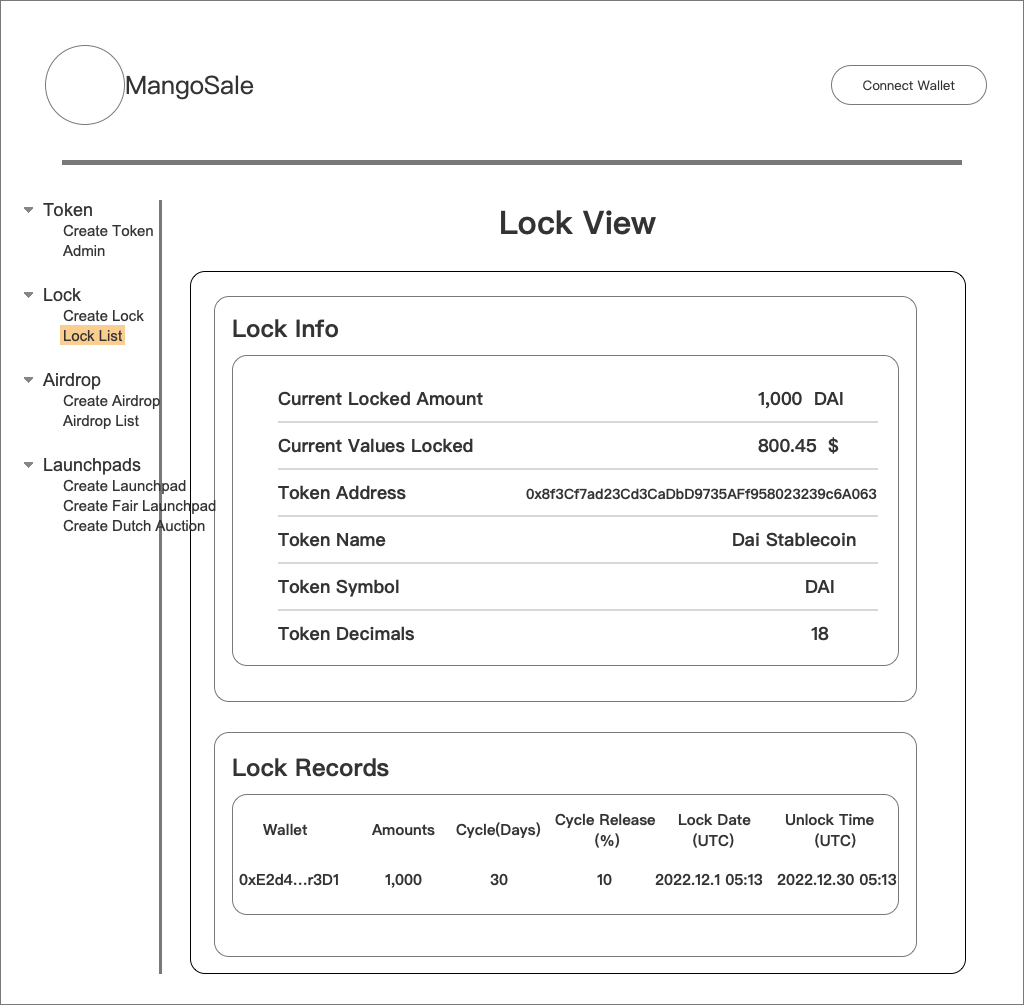 MangoSale
Connect Wallet
Token
Create Token
Admin
Lock
Create Lock
Lock List
Airdrop
Create Airdrop
Airdrop List
Launchpads
Create Launchpad
Create Fair Launchpad
Create Dutch Auction
Lock View
Lock Info
Current Locked Amount 1,000 DAI
Current Values Locked 800.45 $
Token Address 0x8f3Cf7ad23Cd3CaDbD9735AFf958023239c6A063
Token Name Dai Stablecoin
Token Symbol DAI
Token Decimals 18
Lock Records
Wallet Amounts Cycle(Days) Cycle Release (%) Lock Date (UTC) Unlock Time (UTC)
0xE2d4...r3D1 1,000 30 10 2022.12.1 05:13 2022.12.30 05:13